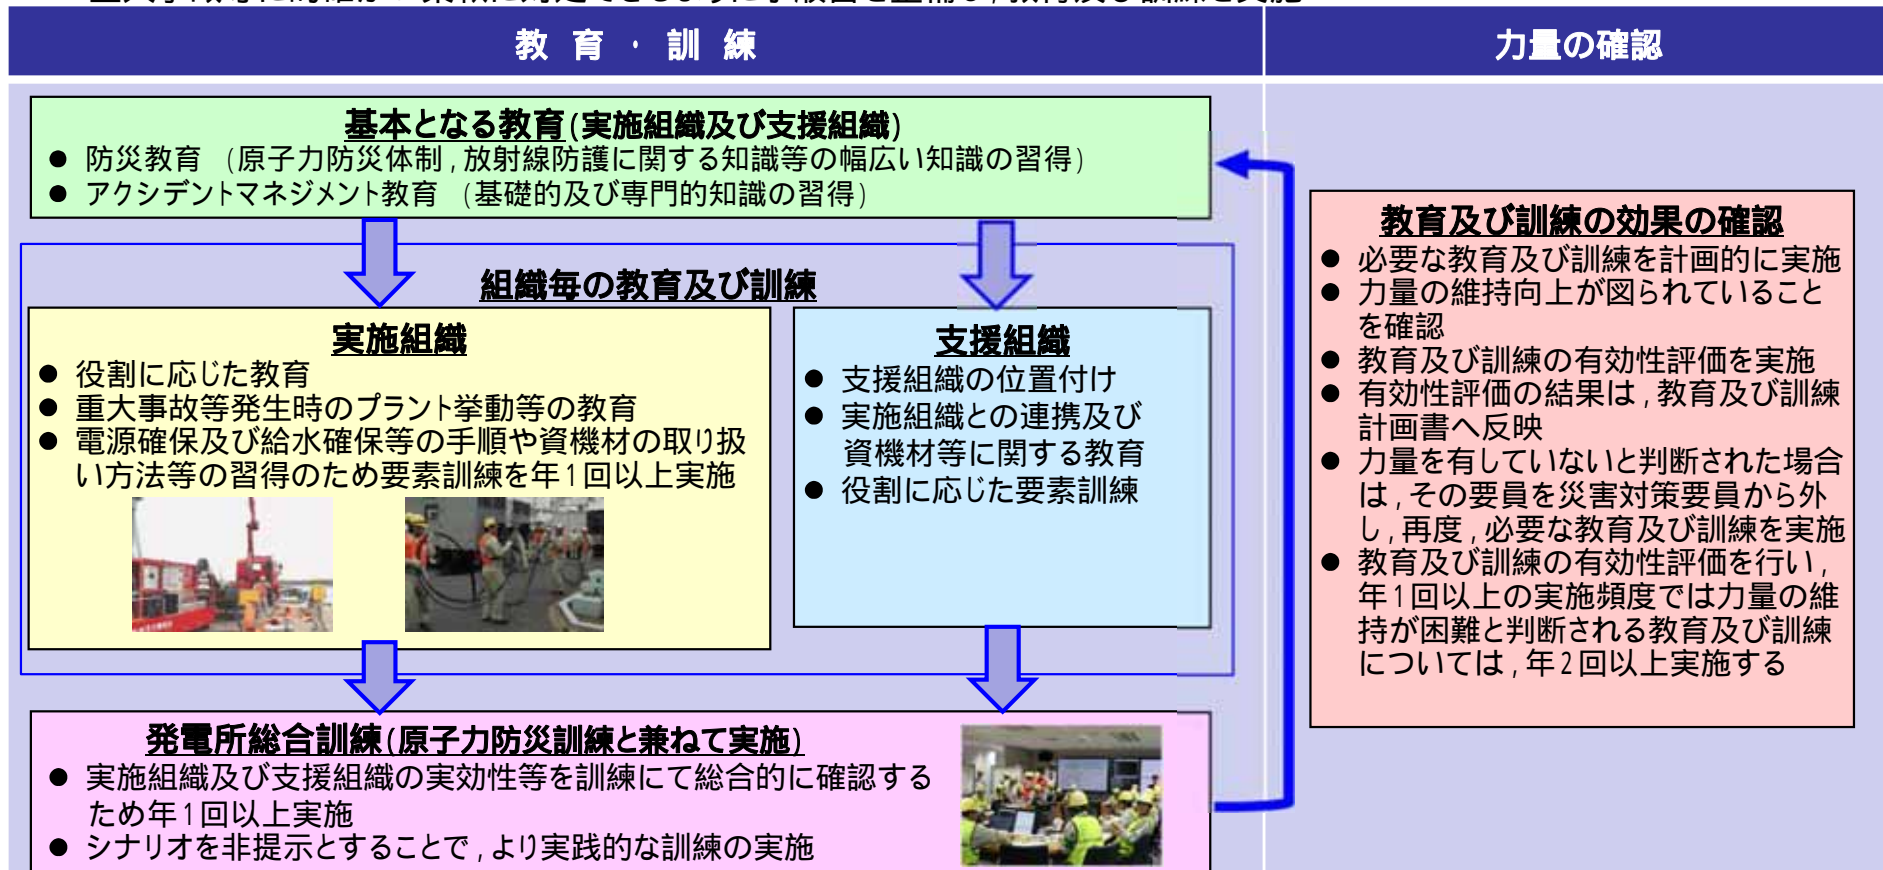 教 育 ・ 訓 練
力量の確認
基本となる教育(実施組織及び支援組織)
● 防災教育 (原子力防災体制,放射線防護に関する知識等の幅広い知識の習得)
● アクシデントマネジメント教育 (基礎的及び専門的知識の習得)
組織毎の教育及び訓練
実施組織
● 役割に応じた教育
● 重大事故等発生時のプラント挙動等の教育
● 電源確保及び給水確保等の手順や資機材の取り扱
い方法等の習得のため要素訓練を年1回以上実施
支援組織
● 支援組織の位置付け
● 実施組織との連携及び
資機材等に関する教育
● 役割に応じた要素訓練
発電所総合訓練(原子力防災訓練と兼ねて実施)
● 実施組織及び支援組織の実効性等を訓練にて総合的に確認する
ため年1回以上実施
● シナリオを非提示とすることで,より実践的な訓練の実施
教育及び訓練の効果の確認
● 必要な教育及び訓練を計画的に実施
● 力量の維持向上が図られていること
を確認
● 教育及び訓練の有効性評価を実施
● 有効性評価の結果は,教育及び訓練
計画書へ反映
● 力量を有していないと判断された場合
は,その要員を災害対策要員から外
し,再度,必要な教育及び訓練を実施
● 教育及び訓練の有効性評価を行い,
年1回以上の実施頻度では力量の維
持が困難と判断される教育及び訓練
については,年2回以上実施する